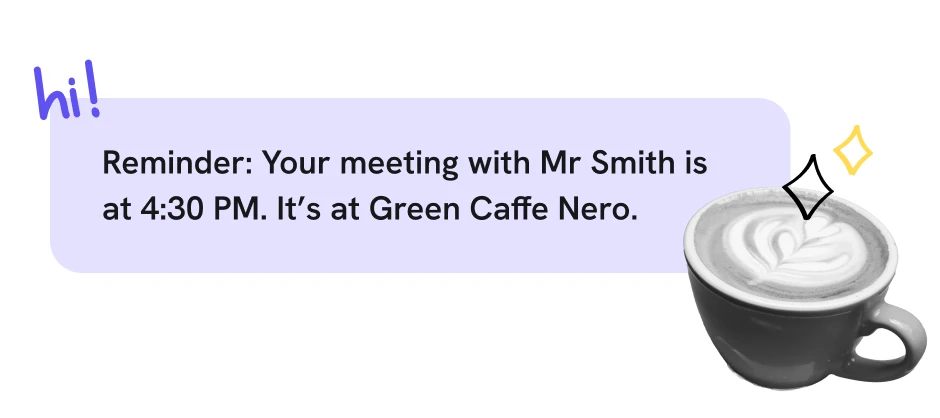 hi!
Reminder: Your meeting with Mr Smith is
at 4:30 PM. It’s at Green Caffe Nero.